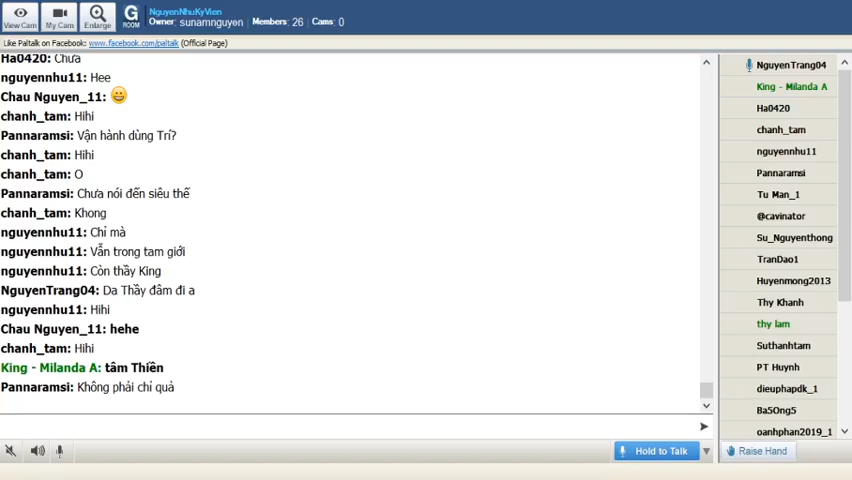 View Cam
My Cam
Enlarge
G
ROOM
NguyenNhuKyVien
Owner: sunamnguyen Members: 26 Cams: 0
Like Paltalk on Facebook: www.facebook.com/paltalk (Official Page)
Ha0420: Chưa
nguyennhu11: Hee
Chau Nguyen_11:
chanh_tam: Hihi
Pannaramsi: Vận hành dùng Trí?
chanh_tam: Hihi
chanh_tam: O
Pannaramsi: Chưa nói đến siêu thế
chanh_tam: Khong
nguyennhu11: Chỉ mà
nguyennhu11: Vẫn trong tam giới
nguyennhu11: Còn thầy King
NguyenTrang04: Da Thầy đâm đi a
nguyennhu11: Hihi
Chau Nguyen_11: hehe
chanh_tam: Hihi
King - Milanda A: tâm Thiền
Pannaramsi: Không phải chỉ quả
Hold to Talk
NguyenTrang04
King - Milanda A
Ha0420
chanh_tam
nguyennhu11
Pannaramsi
Tu Man_1
@cavinator
Su_Nguyenthong
TranDao1
Huyenmong2013
Thy Khanh
thy lam
Suthanhtam
PT Huynh
dieuphapdk_1
Ba5Ong5
oanhphan2019_1
Raise Hand